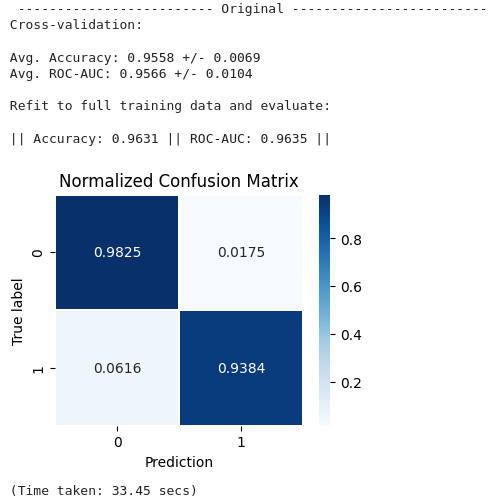 ------------------------- Original -------------------------
Cross-validation:
Avg. Accuracy: 0.9558 +/- 0.0069
Avg. ROC-AUC: 0.9566 +/- 0.0104
Refit to full training data and evaluate:
|| Accuracy: 0.9631 || ROC-AUC: 0.9635 ||
Normalized Confusion Matrix
0.9825 0.0175
0.0616 0.9384
0
1
True label
0 1
Prediction
0.8
0.6
0.4
0.2
(Time taken: 33.45 secs)